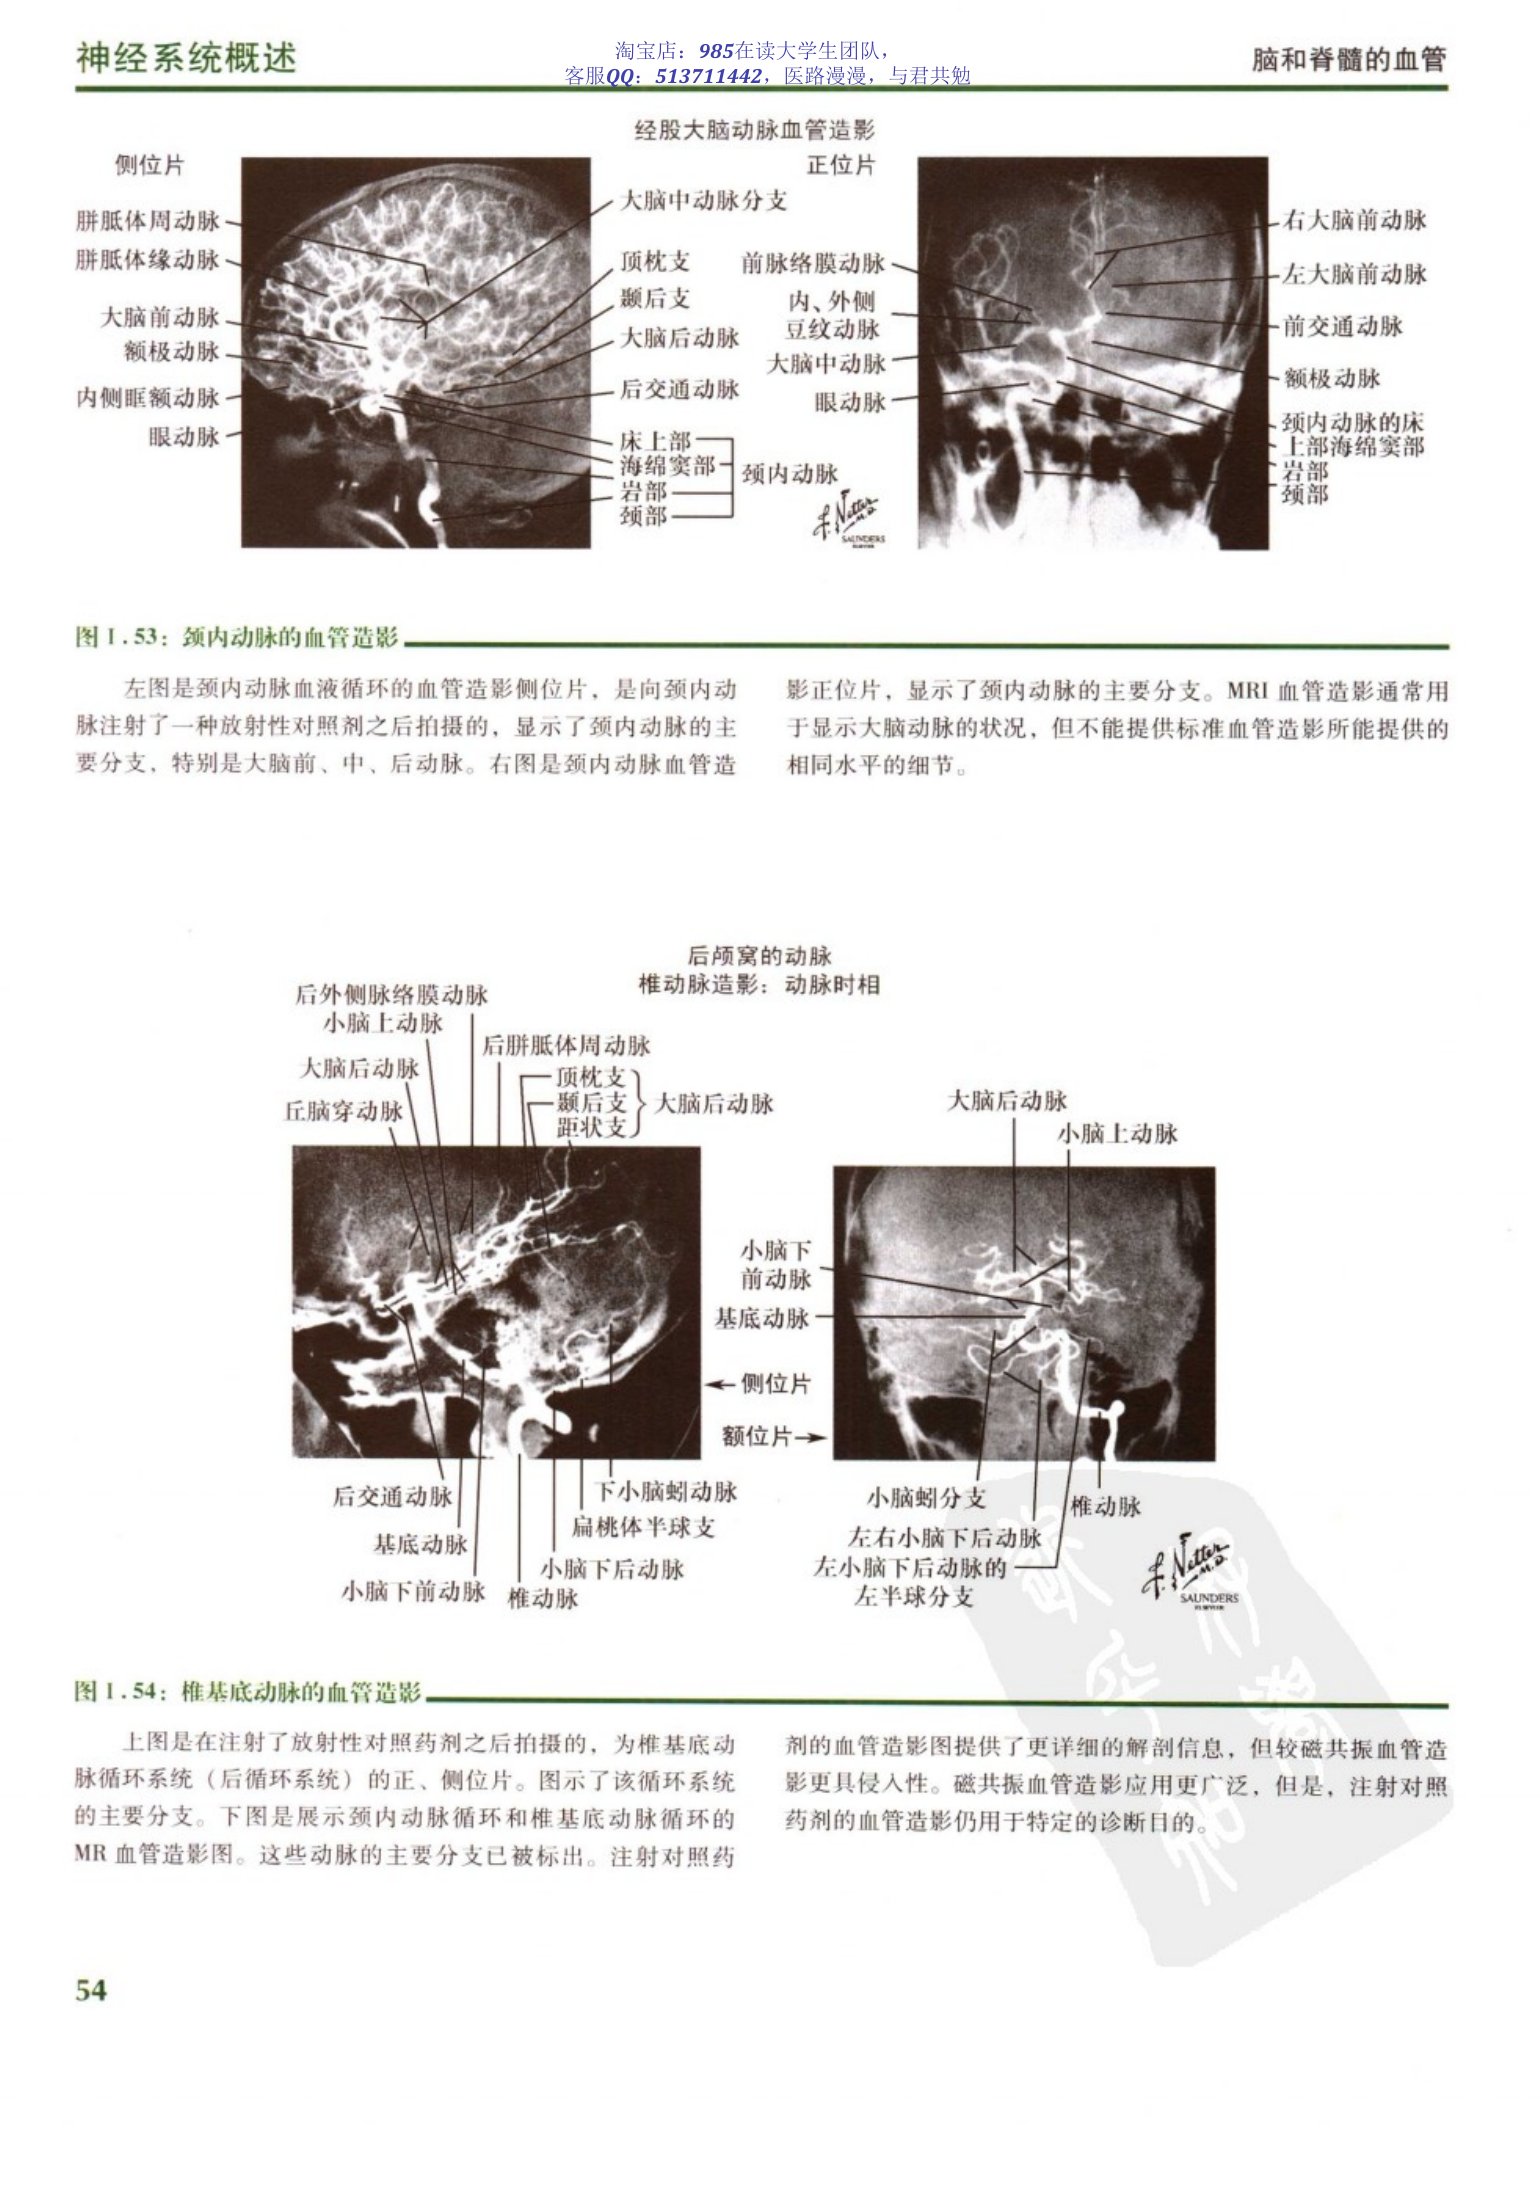 神经系统概述
淘宝店：985在读大学生团队，
客服QQ：513711442，医路漫漫，与君共勉
脑和脊髓的血管
经股大脑动脉血管造影
侧位片
正位片
胼胝体周动脉
胼胝体缘动脉
大脑前动脉
额极动脉
内侧眶额动脉
眼动脉
大脑中动脉分支
顶枕支
颞后支
大脑后动脉
后交通动脉
床上部
海绵窦部
岩部
颈部
颈内动脉
前脉络膜动脉
内、外侧
豆纹动脉
大脑中动脉
眼动脉
右大脑前动脉
左大脑前动脉
前交通动脉
额极动脉
颈内动脉的床
上部海绵窦部
岩部
颈部
F. Netter M.D.
SAUNDERS
图 I.53：颈内动脉的血管造影
左图是颈内动脉血液循环的血管造影侧位片，是向颈内动
脉注射了一种放射性对照剂之后拍摄的，显示了颈内动脉的主
要分支，特别是大脑前、中、后动脉。右图是颈内动脉血管造
影正位片，显示了颈内动脉的主要分支。MRI 血管造影通常用
于显示大脑动脉的状况，但不能提供标准血管造影所能提供的
相同水平的细节。
后颅窝的动脉
椎动脉造影：动脉时相
后外侧脉络膜动脉
小脑上动脉
大脑后动脉
丘脑穿动脉
后胼胝体周动脉
顶枕支
颞后支
距状支
大脑后动脉
大脑后动脉
小脑上动脉
小脑下
前动脉
基底动脉
侧位片
额位片
后交通动脉
基底动脉
小脑下前动脉
椎动脉
小脑下后动脉
扁桃体半球支
下小脑蚓动脉
小脑蚓分支
左右小脑下后动脉
左小脑下后动脉的
左半球分支
椎动脉
F. Netter M.D.
SAUNDERS
图 I.54：椎基底动脉的血管造影
上图是在注射了放射性对照药剂之后拍摄的，为椎基底动
脉循环系统（后循环系统）的正、侧位片。图示了该循环系统
的主要分支。下图是展示颈内动脉循环和椎基底动脉循环的
MR 血管造影图。这些动脉的主要分支已被标出。注射对照药
剂的血管造影图提供了更详细的解剖信息，但较磁共振血管造
影更具侵入性。磁共振血管造影应用更广泛，但是，注射对照
药剂的血管造影仍用于特定的诊断目的。
54